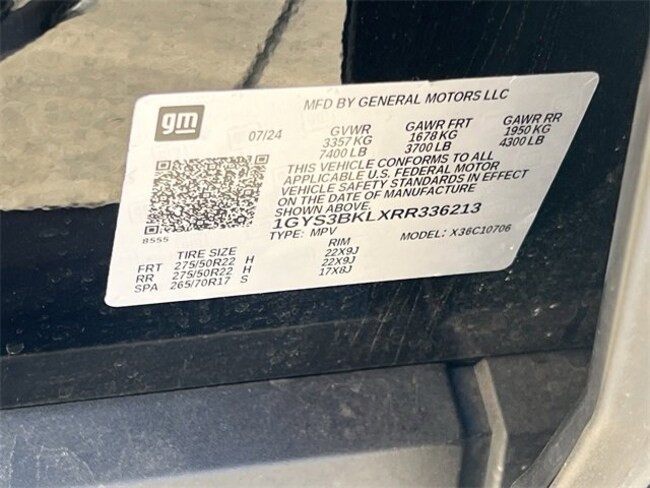 gm
MFD BY GENERAL MOTORS LLC
07/24 GVWR GAWR FRT GAWR RR
3357 KG 1678 KG 1950 KG
7400 LB 3700 LB 4300 LB
THIS VEHICLE CONFORMS TO ALL
APPLICABLE U.S. FEDERAL MOTOR
VEHICLE SAFETY STANDARDS IN EFFECT
ON THE DATE OF MANUFACTURE
SHOWN ABOVE.
1GYS3BKLXRR336213
TYPE: MPV MODEL: X36C10706
B555
TIRE SIZE RIM
FRT 275/50R22 H 22X9J
RR 275/50R22 H 22X9J
SPA 265/70R17 S 17X8J